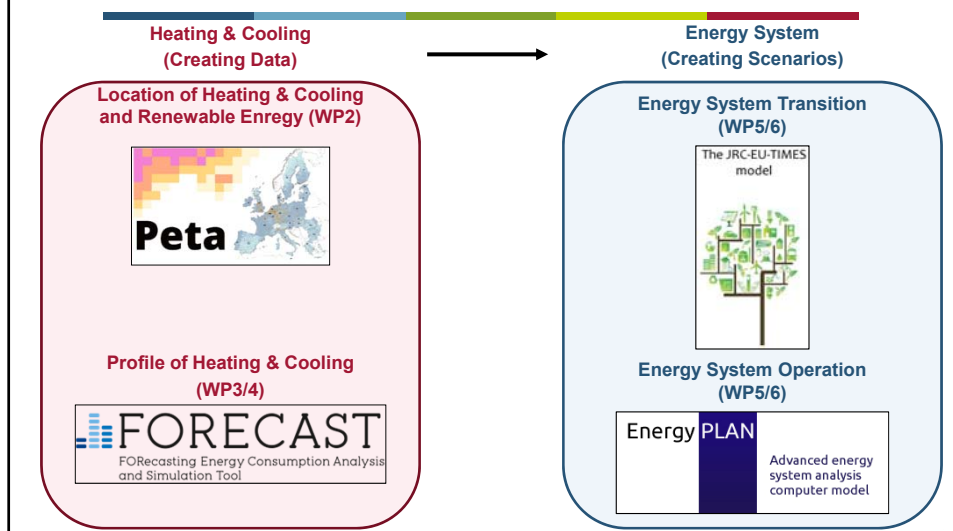 Heating & Cooling
(Creating Data)
Energy System
(Creating Scenarios)
Location of Heating & Cooling
and Renewable Enregy (WP2)
Peta
Profile of Heating & Cooling
(WP3/4)
FORECAST
FORecasting Energy Consumption Analysis
and Simulation Tool
Energy System Transition
(WP5/6)
The JRC-EU-TIMES
model
Energy System Operation
(WP5/6)
Energy PLAN
Advanced energy
system analysis
computer model